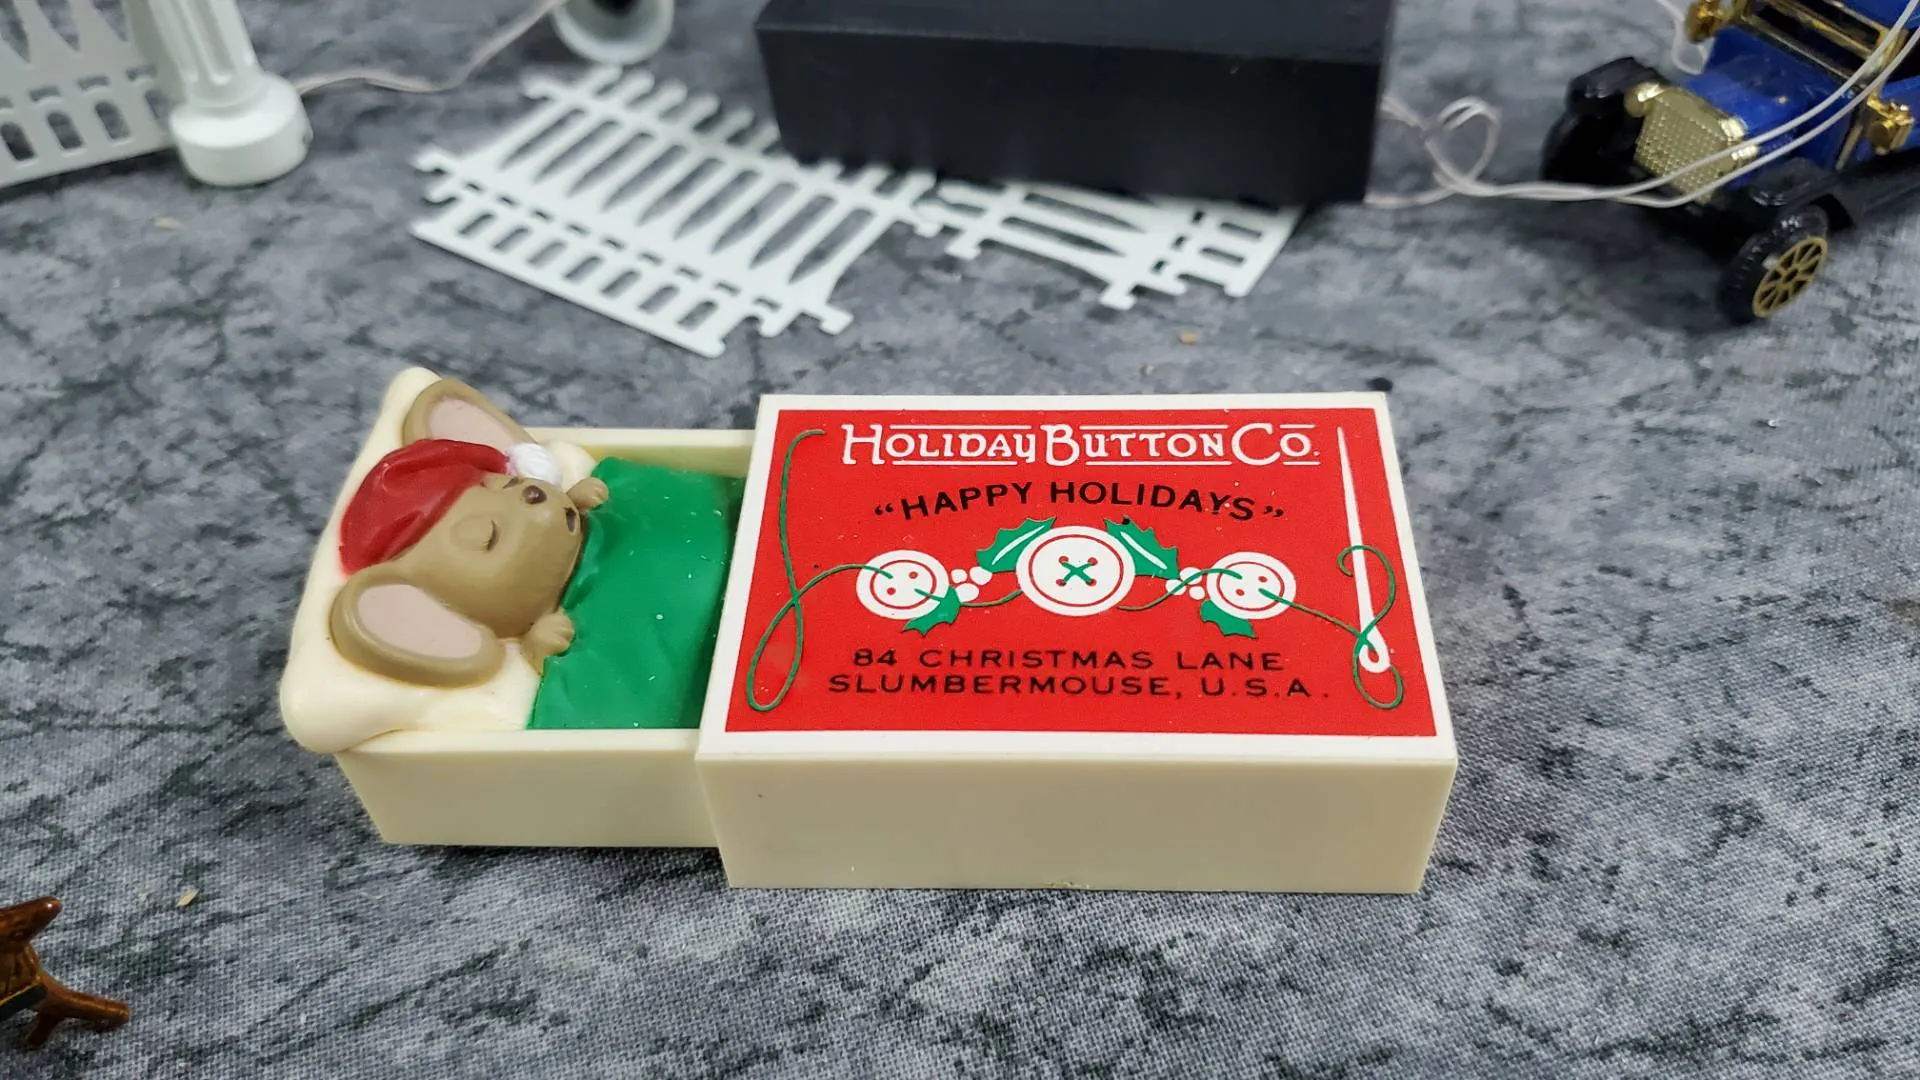 HOLIDAY BUTTON CO.
"HAPPY HOLIDAYS"
84 CHRISTMAS LANE
SLUMBERMOUSE, U.S.A.